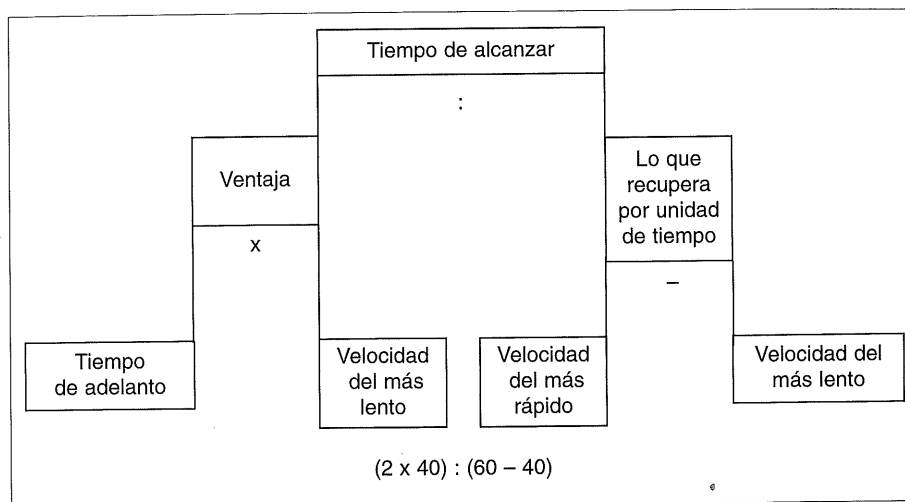 Tiempo de alcanzar
:
Ventaja
x
Lo que
recupera
por unidad
de tiempo
–
Tiempo
de adelanto
Velocidad
del más
lento
Velocidad
del más
rápido
Velocidad del
más lento
(2 x 40) : (60 – 40)